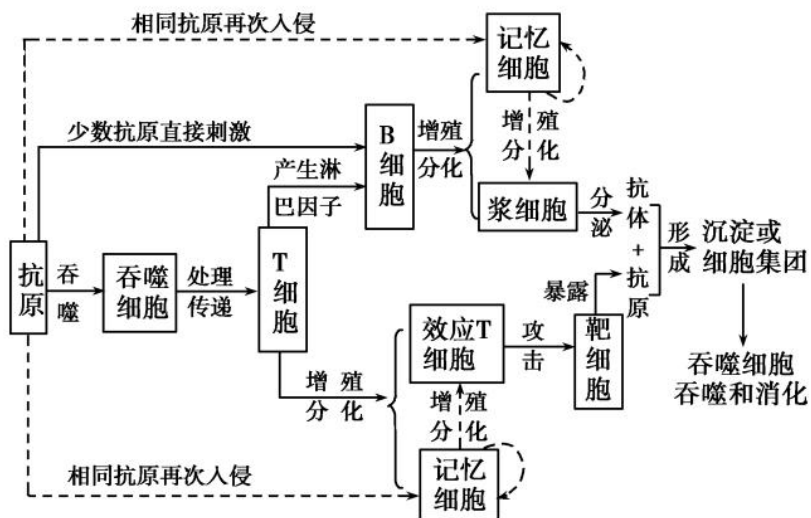 相同抗原再次入侵
记忆
细胞
少数抗原直接刺激
B
细
胞
增殖
分化
增 殖
分 化
产生淋
巴因子
浆细胞
分
泌
抗
体
+
抗
原
形
成
沉淀或
细胞集团
抗
原
吞
噬
吞噬
细胞
处理
传递
T
细
胞
暴露
效应T
细胞
攻
击
靶
细
胞
吞噬细胞
吞噬和消化
增 殖
分 化
增 殖
分 化
相同抗原再次入侵
记忆
细胞